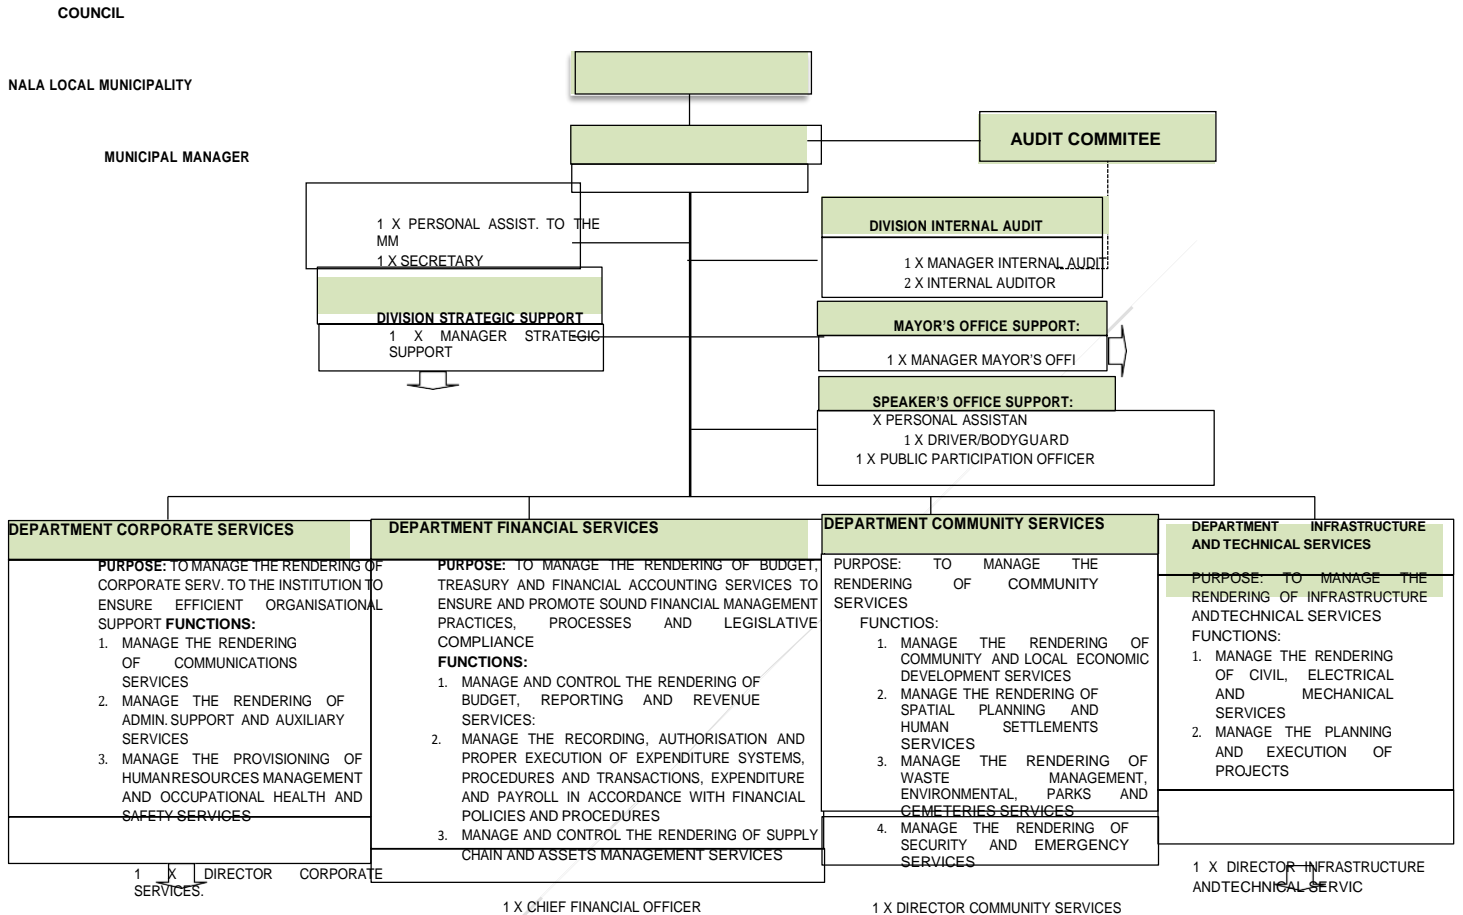 COUNCIL
NALA LOCAL MUNICIPALITY
MUNICIPAL MANAGER
AUDIT COMMITEE
1 X PERSONAL ASSIST. TO THE
MM
1 X SECRETARY
DIVISION STRATEGIC SUPPORT
1 X MANAGER STRATEGIC
SUPPORT
DIVISION INTERNAL AUDIT
1 X MANAGER INTERNAL AUDIT
2 X INTERNAL AUDITOR
MAYOR'S OFFICE SUPPORT:
1 X MANAGER MAYOR'S OFFI
SPEAKER'S OFFICE SUPPORT:
X PERSONAL ASSISTAN
1 X DRIVER/BODYGUARD
1 X PUBLIC PARTICIPATION OFFICER
DEPARTMENT CORPORATE SERVICES
PURPOSE: TO MANAGE THE RENDERING OF
CORPORATE SERV. TO THE INSTITUTION TO
ENSURE EFFICIENT ORGANISATIONAL
SUPPORT FUNCTIONS:
1. MANAGE THE RENDERING
OF COMMUNICATIONS
SERVICES
2. MANAGE THE RENDERING OF
ADMIN. SUPPORT AND AUXILIARY
SERVICES
3. MANAGE THE PROVISIONING OF
HUMAN RESOURCES MANAGEMENT
AND OCCUPATIONAL HEALTH AND
SAFETY SERVICES
1 X DIRECTOR CORPORATE
SERVICES.
DEPARTMENT FINANCIAL SERVICES
PURPOSE: TO MANAGE THE RENDERING OF BUDGET,
TREASURY AND FINANCIAL ACCOUNTING SERVICES TO
ENSURE AND PROMOTE SOUND FINANCIAL MANAGEMENT
PRACTICES, PROCESSES AND LEGISLATIVE
COMPLIANCE
FUNCTIONS:
1. MANAGE AND CONTROL THE RENDERING OF
BUDGET, REPORTING AND REVENUE
SERVICES:
2. MANAGE THE RECORDING, AUTHORISATION AND
PROPER EXECUTION OF EXPENDITURE SYSTEMS,
PROCEDURES AND TRANSACTIONS, EXPENDITURE
AND PAYROLL IN ACCORDANCE WITH FINANCIAL
POLICIES AND PROCEDURES
3. MANAGE AND CONTROL THE RENDERING OF SUPPLY
CHAIN AND ASSETS MANAGEMENT SERVICES
1 X CHIEF FINANCIAL OFFICER
DEPARTMENT COMMUNITY SERVICES
PURPOSE: TO MANAGE THE
RENDERING OF COMMUNITY
SERVICES
FUNCTIOS:
1. MANAGE THE RENDERING OF
COMMUNITY AND LOCAL ECONOMIC
DEVELOPMENT SERVICES
2. MANAGE THE RENDERING OF
SPATIAL PLANNING AND
HUMAN SETTLEMENTS
SERVICES
3. MANAGE THE RENDERING OF
WASTE MANAGEMENT,
ENVIRONMENTAL, PARKS AND
CEMETERIES SERVICES
4. MANAGE THE RENDERING OF
SECURITY AND EMERGENCY
SERVICES
1 X DIRECTOR COMMUNITY SERVICES
DEPARTMENT INFRASTRUCTURE
AND TECHNICAL SERVICES
PURPOSE: TO MANAGE THE
RENDERING OF INFRASTRUCTURE
AND TECHNICAL SERVICES
FUNCTIONS:
1. MANAGE THE RENDERING
OF CIVIL, ELECTRICAL
AND MECHANICAL
SERVICES
2. MANAGE THE PLANNING
AND EXECUTION OF
PROJECTS
1 X DIRECTOR INFRASTRUCTURE
AND TECHNICAL SERVIC